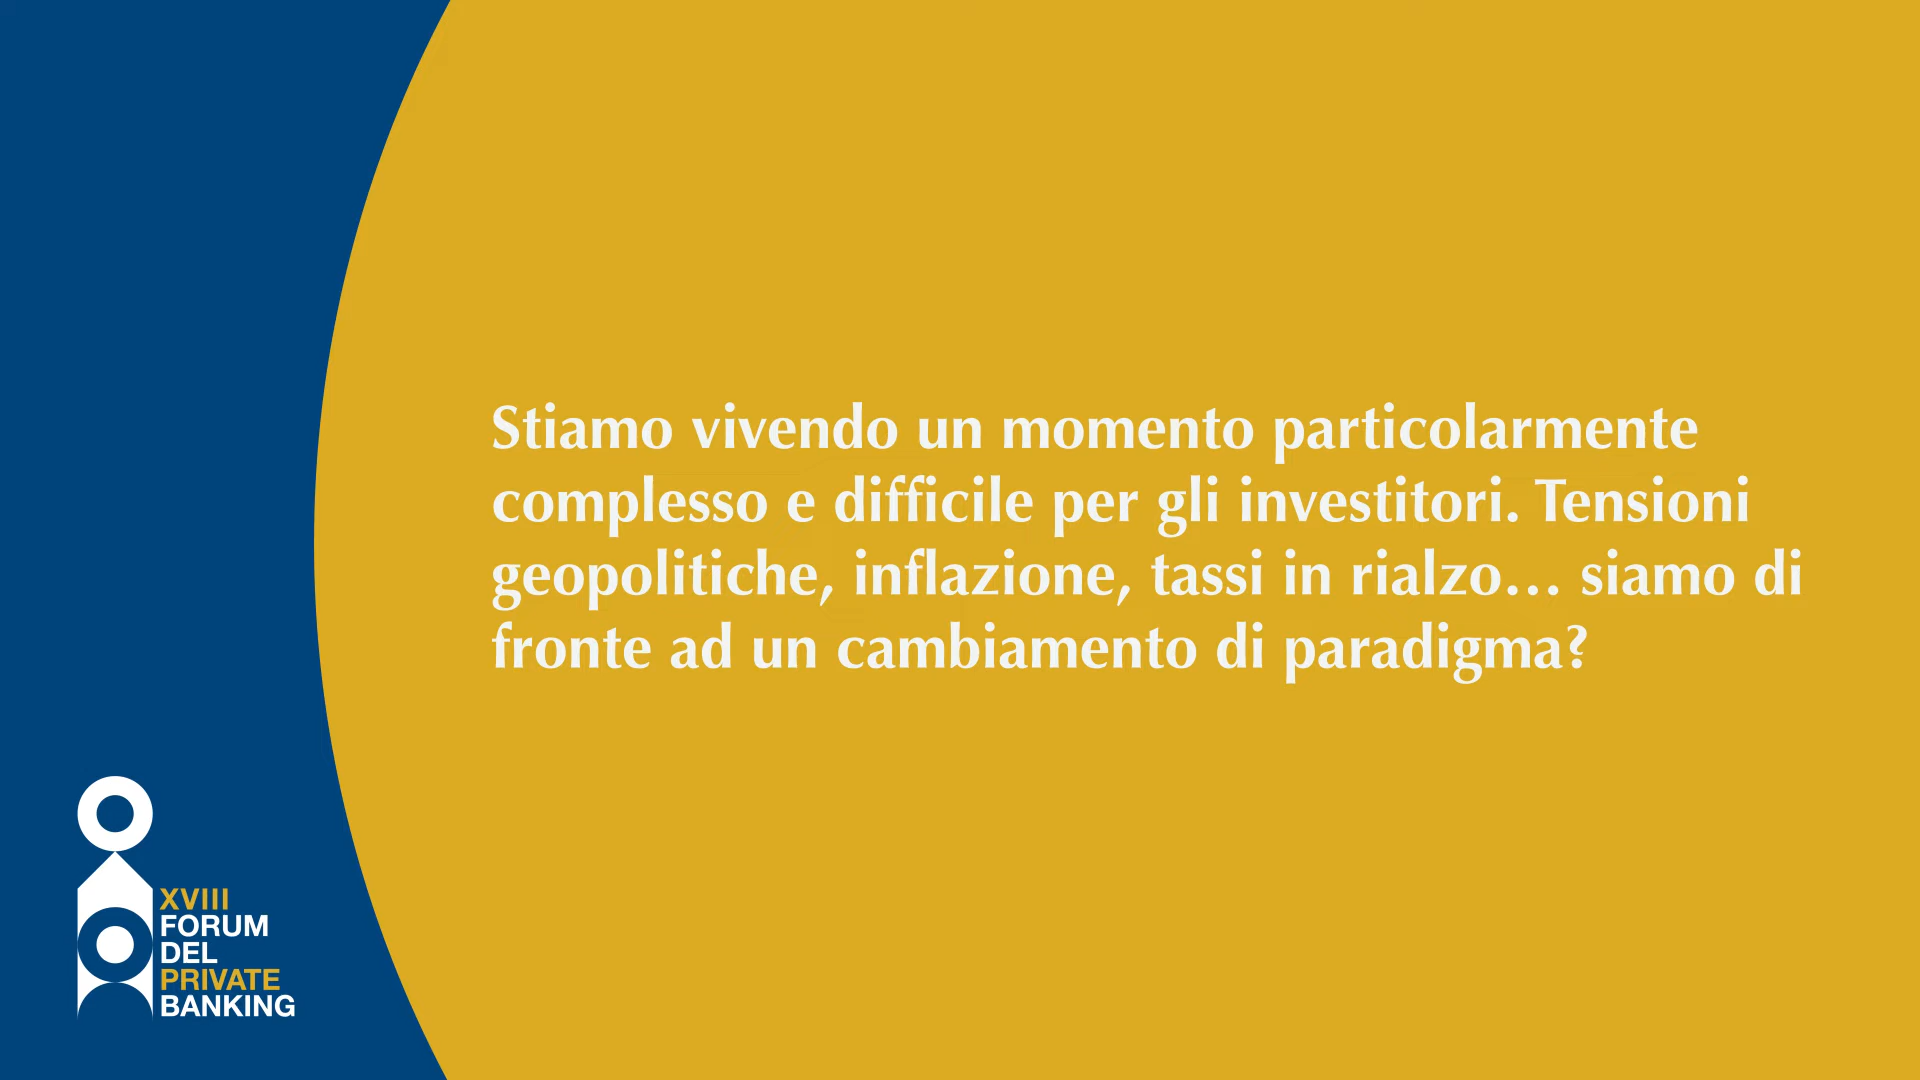 Stiamo vivendo un momento particolarmente
complesso e difficile per gli investitori. Tensioni
geopolitiche, inflazione, tassi in rialzo… siamo di
fronte ad un cambiamento di paradigma?
XVIII
FORUM
DEL
PRIVATE
BANKING